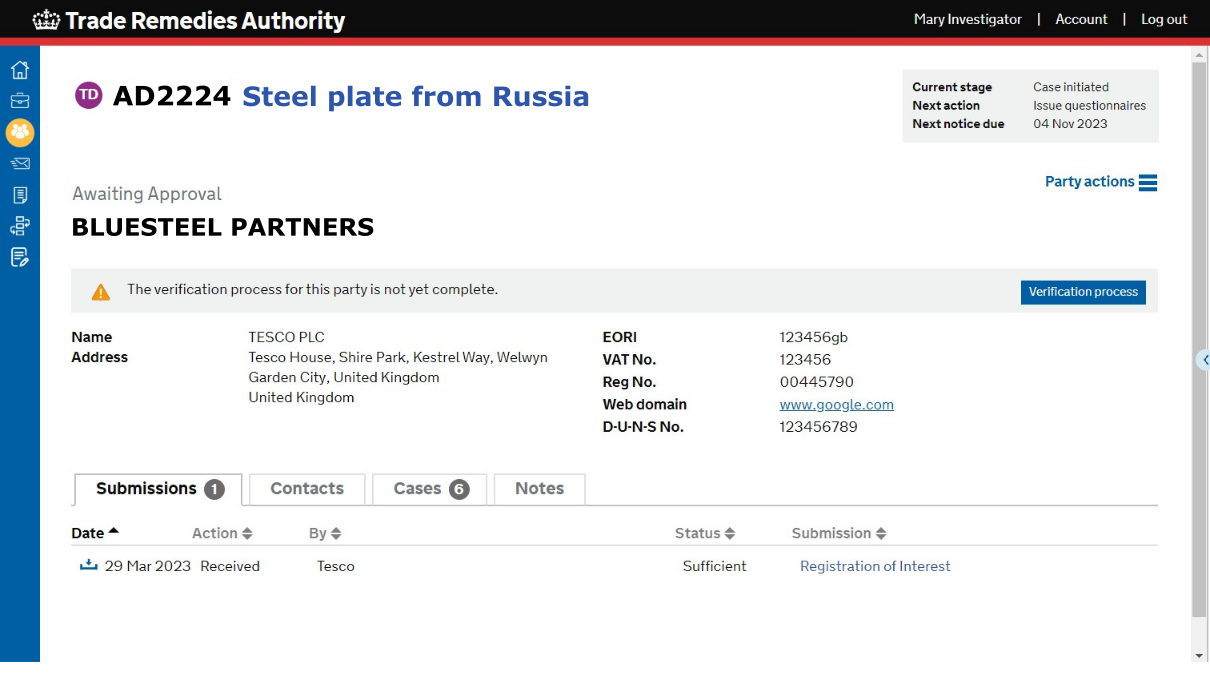 Trade Remedies Authority
Mary Investigator | Account | Log out
TD AD2224 Steel plate from Russia
Current stage Case initiated
Next action Issue questionnaires
Next notice due 04 Nov 2023
Party actions
Awaiting Approval
BLUESTEEL PARTNERS
The verification process for this party is not yet complete.
Verification process
Name TESCO PLC
Address Tesco House, Shire Park, Kestrel Way, Welwyn
Garden City, United Kingdom
United Kingdom
EORI 123456gb
VAT No. 123456
Reg No. 00445790
Web domain www.google.com
D-U-N-S No. 123456789
Submissions 1 Contacts Cases 6 Notes
Date Action By Status Submission
29 Mar 2023 Received Tesco Sufficient Registration of Interest